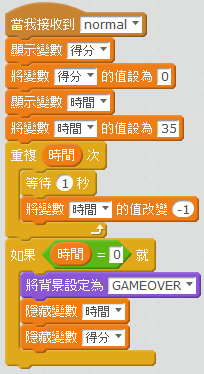 當我接收到 normal
顯示變數 得分
將變數 得分 的值設為 0
顯示變數 時間
將變數 時間 的值設為 35
重複 時間 次
等待 1 秒
將變數 時間 的值改變 -1
如果 時間 = 0 就
將背景設定為 GAMEOVER
隱藏變數 時間
隱藏變數 得分